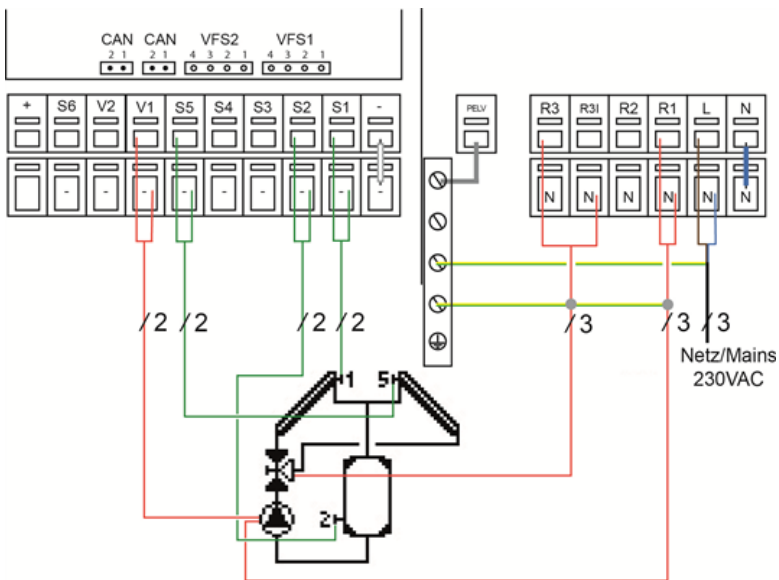 CAN CAN VFS2 VFS1
2 1 2 1 4 3 2 1 4 3 2 1
+ S6 V2 V1 S5 S4 S3 S2 S1 -
PELV
R3 R3I R2 R1 L N
- - - - - - - - -
N N N N N N
/2 /2 /2 /2
/3 /3 /3
Netz/Mains
230VAC
1 5
2